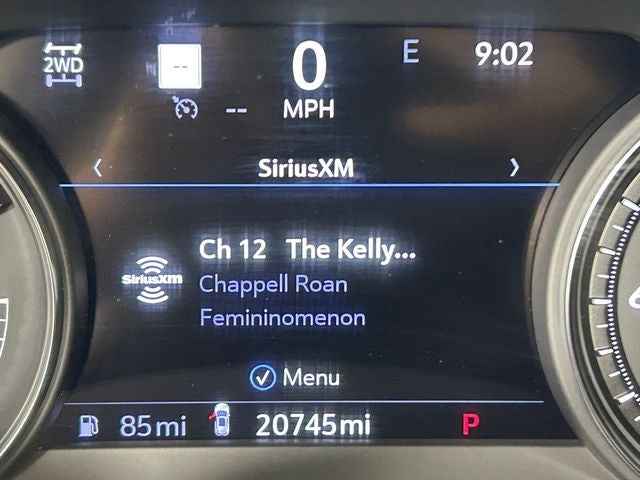 2WD
--
0
E
9:02
--
MPH
SiriusXM
Ch 12 The Kelly...
SiriusXm
Chappell Roan
Femininomenon
Menu
85mi
20745mi
P